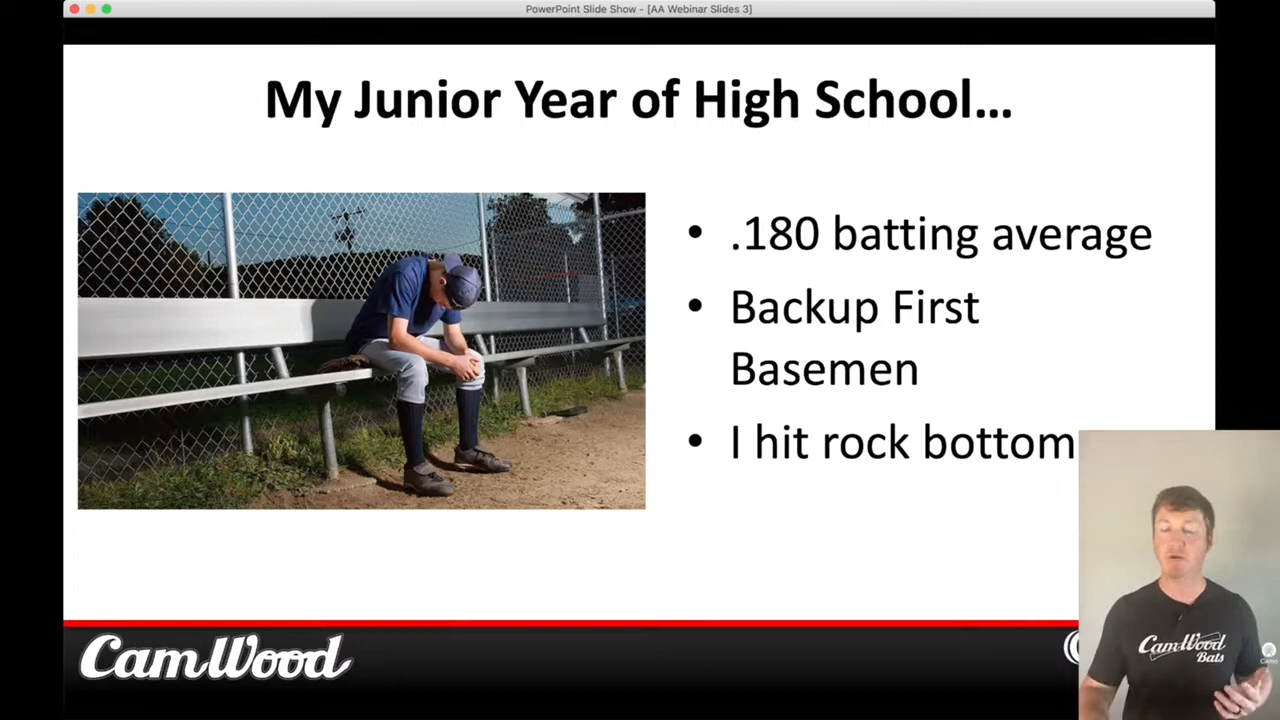 PowerPoint Slide Show - [AA Webinar Slides 3]
My Junior Year of High School...
• .180 batting average
• Backup First
Basemen
• I hit rock bottom
CamWood
CamWood
Bats
Camo